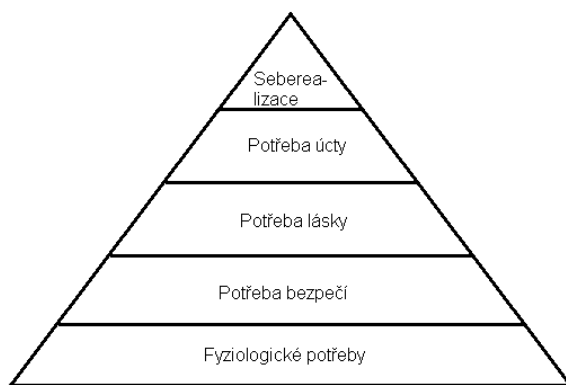 Seberea-
lizace
Potřeba úcty
Potřeba lásky
Potřeba bezpečí
Fyziologické potřeby